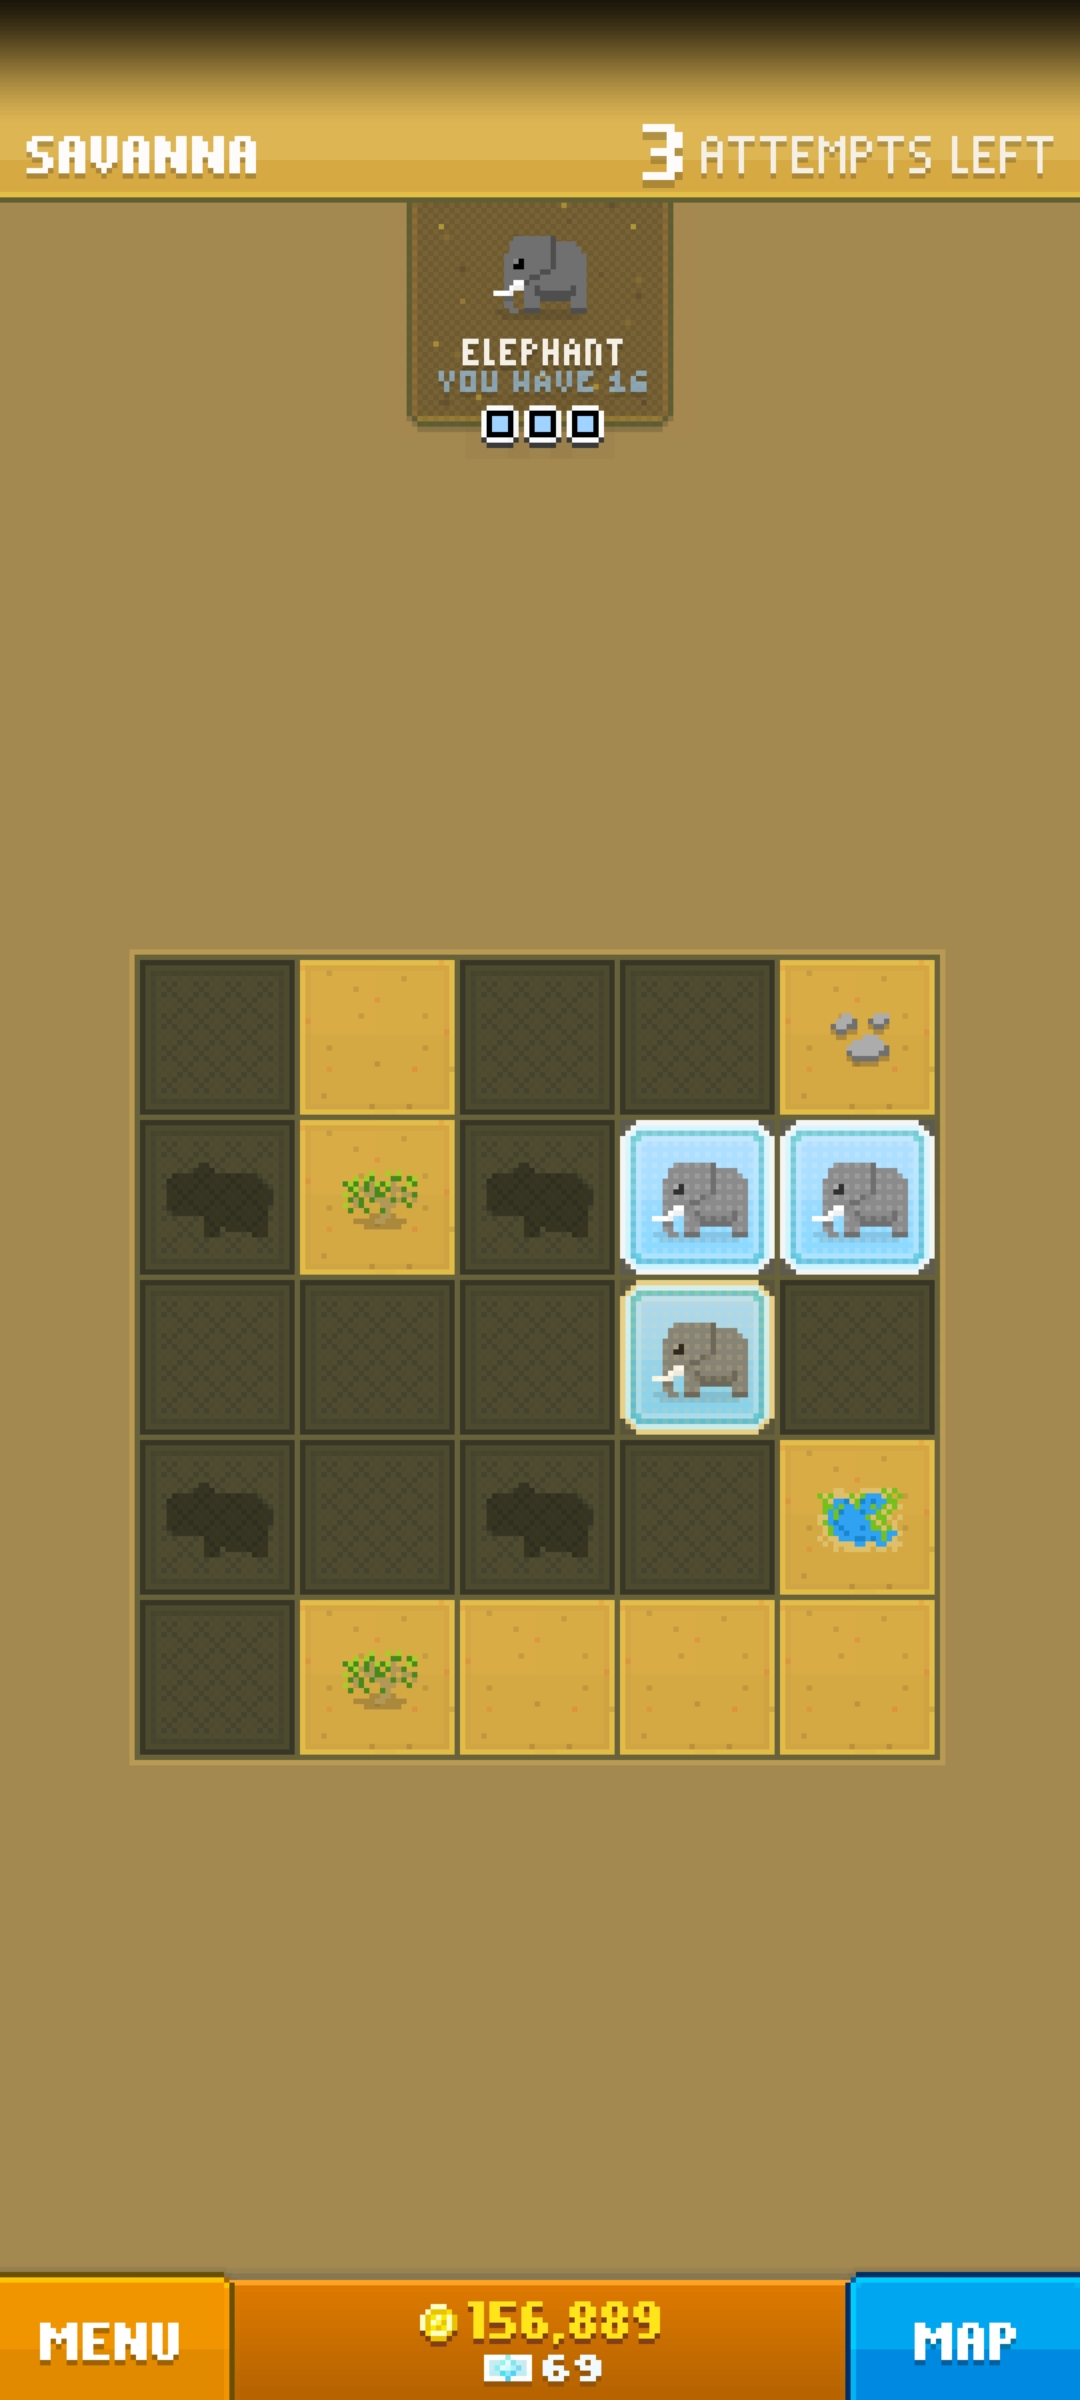 SAVANNA
3 ATTEMPTS LEFT
ELEPHANT
YOU HAVE 16
MENU
156,889
69
MAP